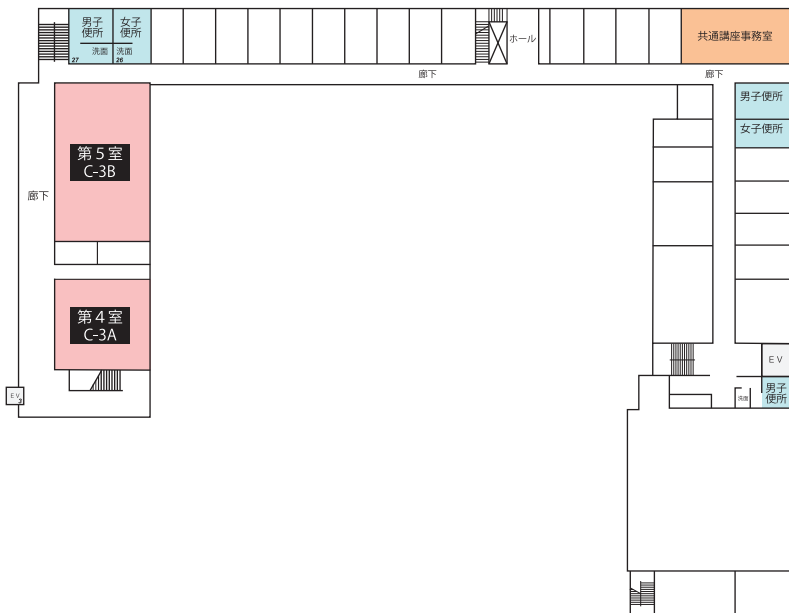 男子
便所
女子
便所
洗面
洗面
27
26
ホール
共通講座事務室
廊下
廊下
男子便所
女子便所
第5室
C-3B
廊下
第4室
C-3A
EV
3
EV
男子
便所
洗面